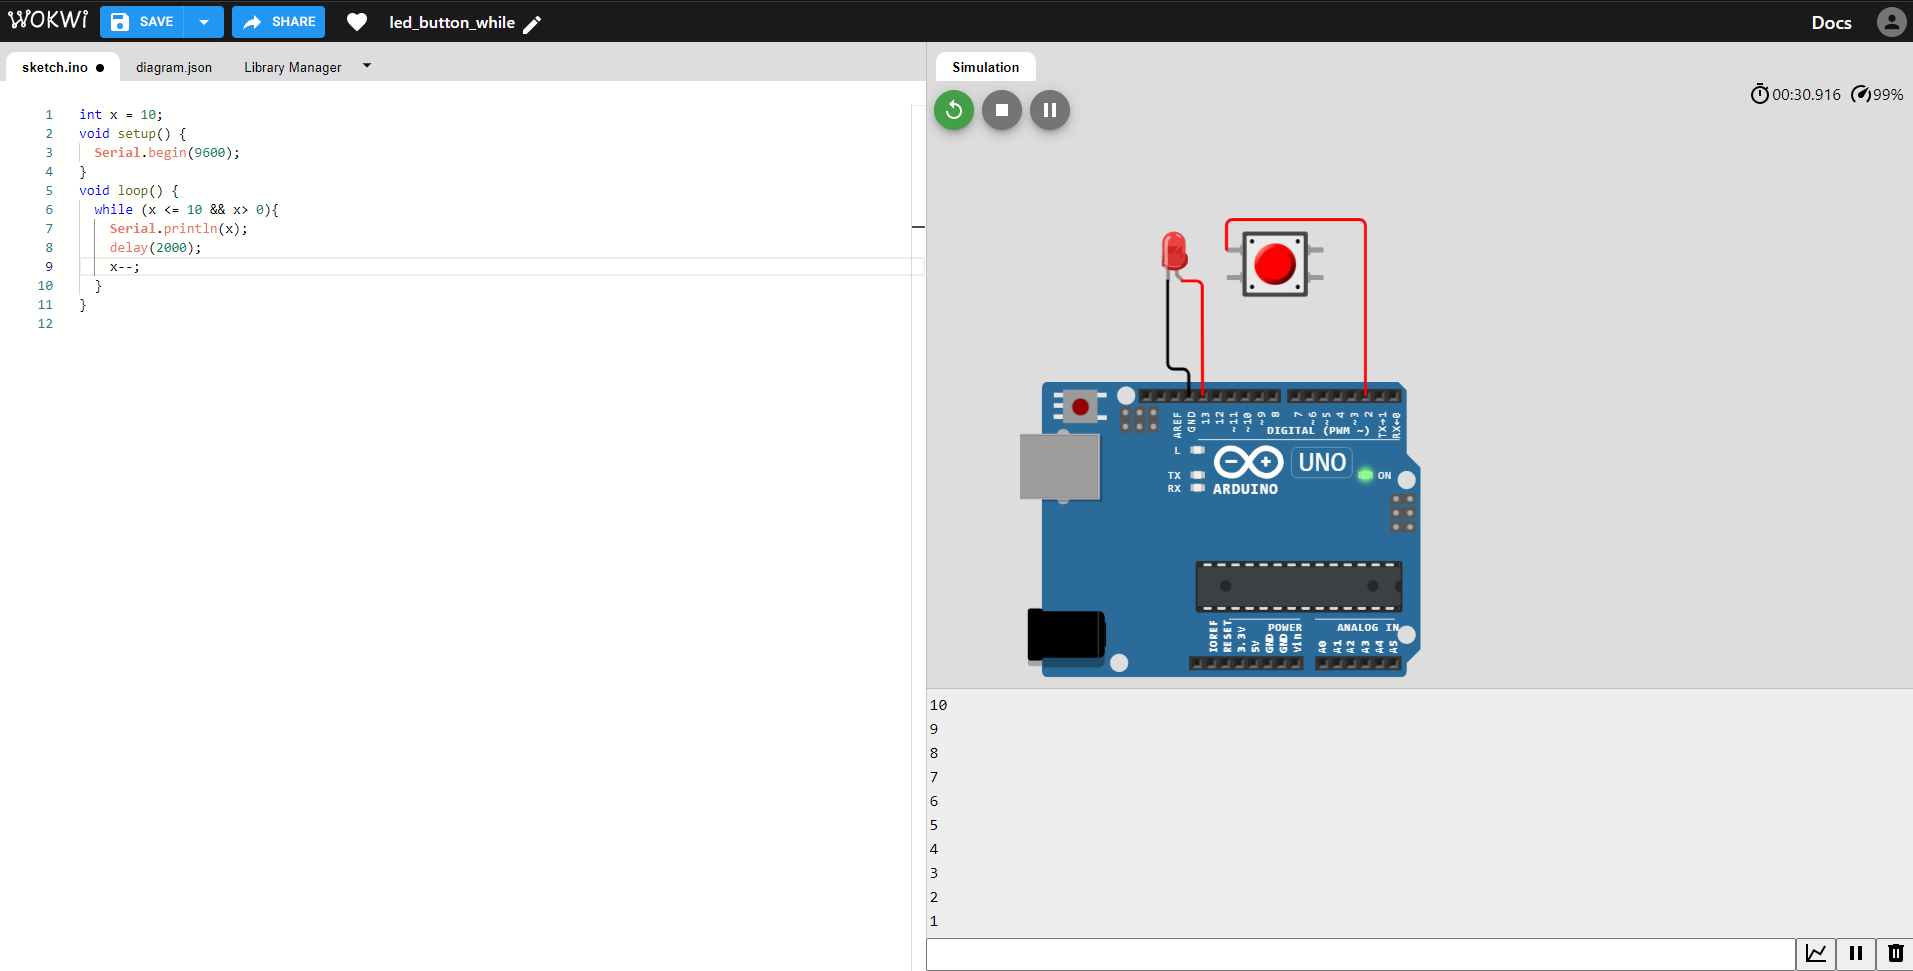 WOKWI SAVE SHARE led_button_while Docs
sketch.ino ● diagram.json Library Manager
Simulation
00:30.916 99%
1 int x = 10;
2 void setup() {
3 Serial.begin(9600);
4 }
5 void loop() {
6 while (x <= 10 && x> 0){
7 Serial.println(x);
8 delay(2000);
9 x--;
10 }
11 }
12
AREF GND 13 12 ~11 ~10 ~9 8 7 ~6 ~5 4 ~3 2 TX→1 RX←0
DIGITAL (PWM ~)
L
TX
RX
ARDUINO
UNO
ON
POWER
ANALOG IN
IOREF RESET 3.3V 5V GND GND Vin A0 A1 A2 A3 A4 A5
10
9
8
7
6
5
4
3
2
1